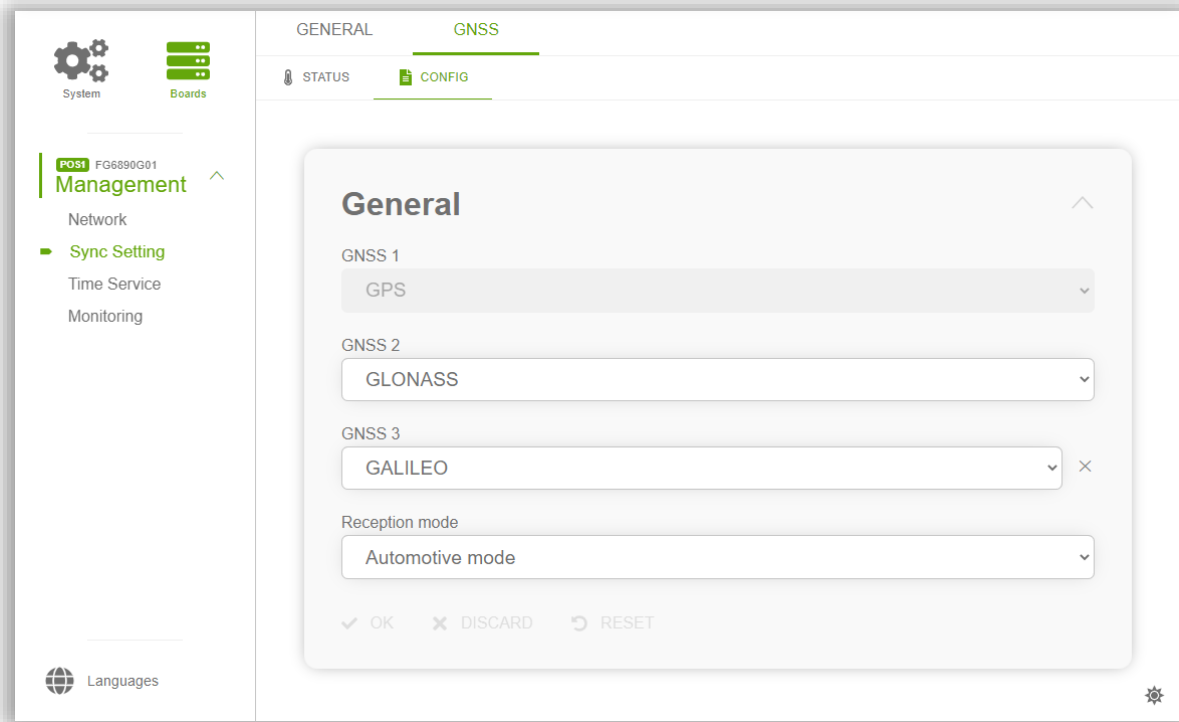 GENERAL
GNSS
STATUS
CONFIG
System
Boards
POS1 FG6890G01
Management
Network
Sync Setting
Time Service
Monitoring
Languages
General
GNSS 1
GPS
GNSS 2
GLONASS
GNSS 3
GALILEO
Reception mode
Automotive mode
OK
DISCARD
RESET